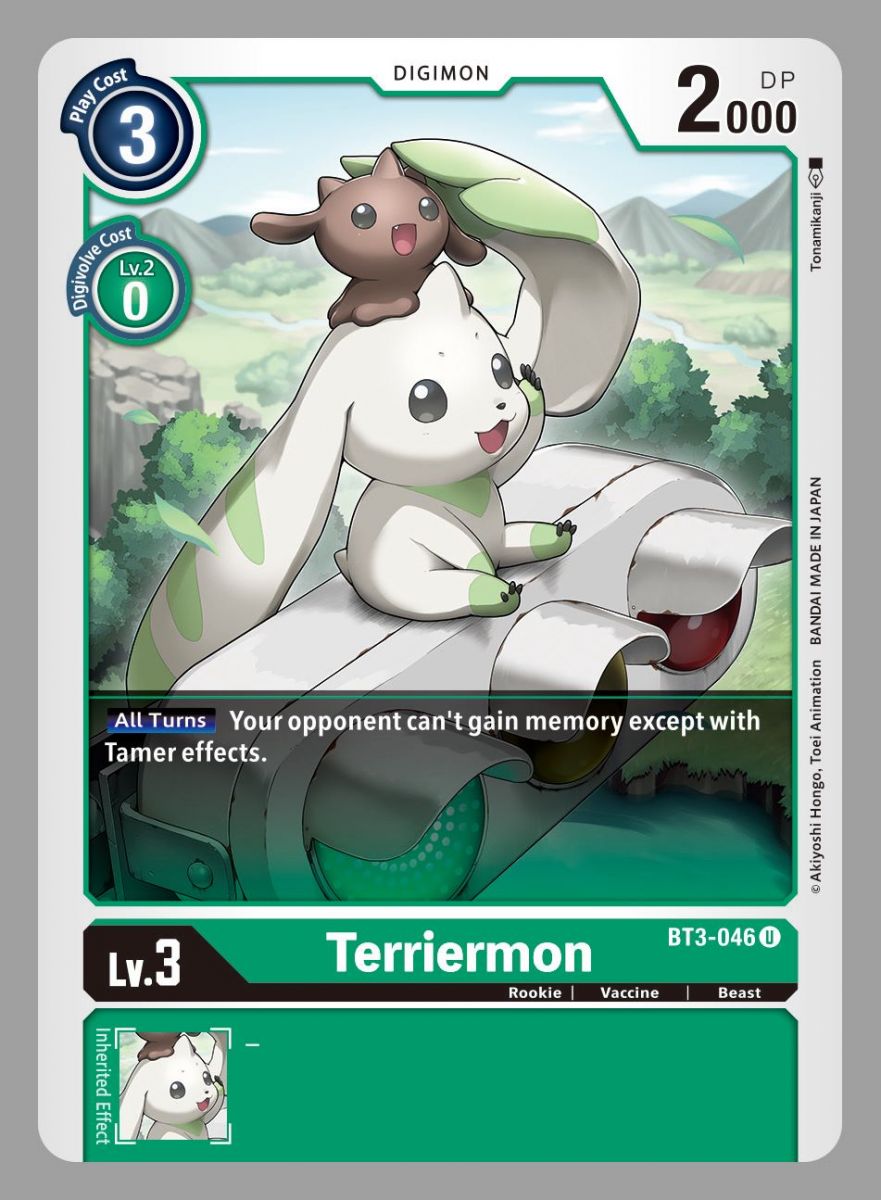 DIGIMON
Play Cost
3
2000
DP
Digivolve Cost
Lv.2
0
Tonamikanji
All Turns Your opponent can't gain memory except with
Tamer effects.
© Akiyoshi Hongo, Toei Animation BANDAI MADE IN JAPAN
Lv.3
Terriermon
BT3-046 U
Rookie | Vaccine | Beast
Inherited Effect
–